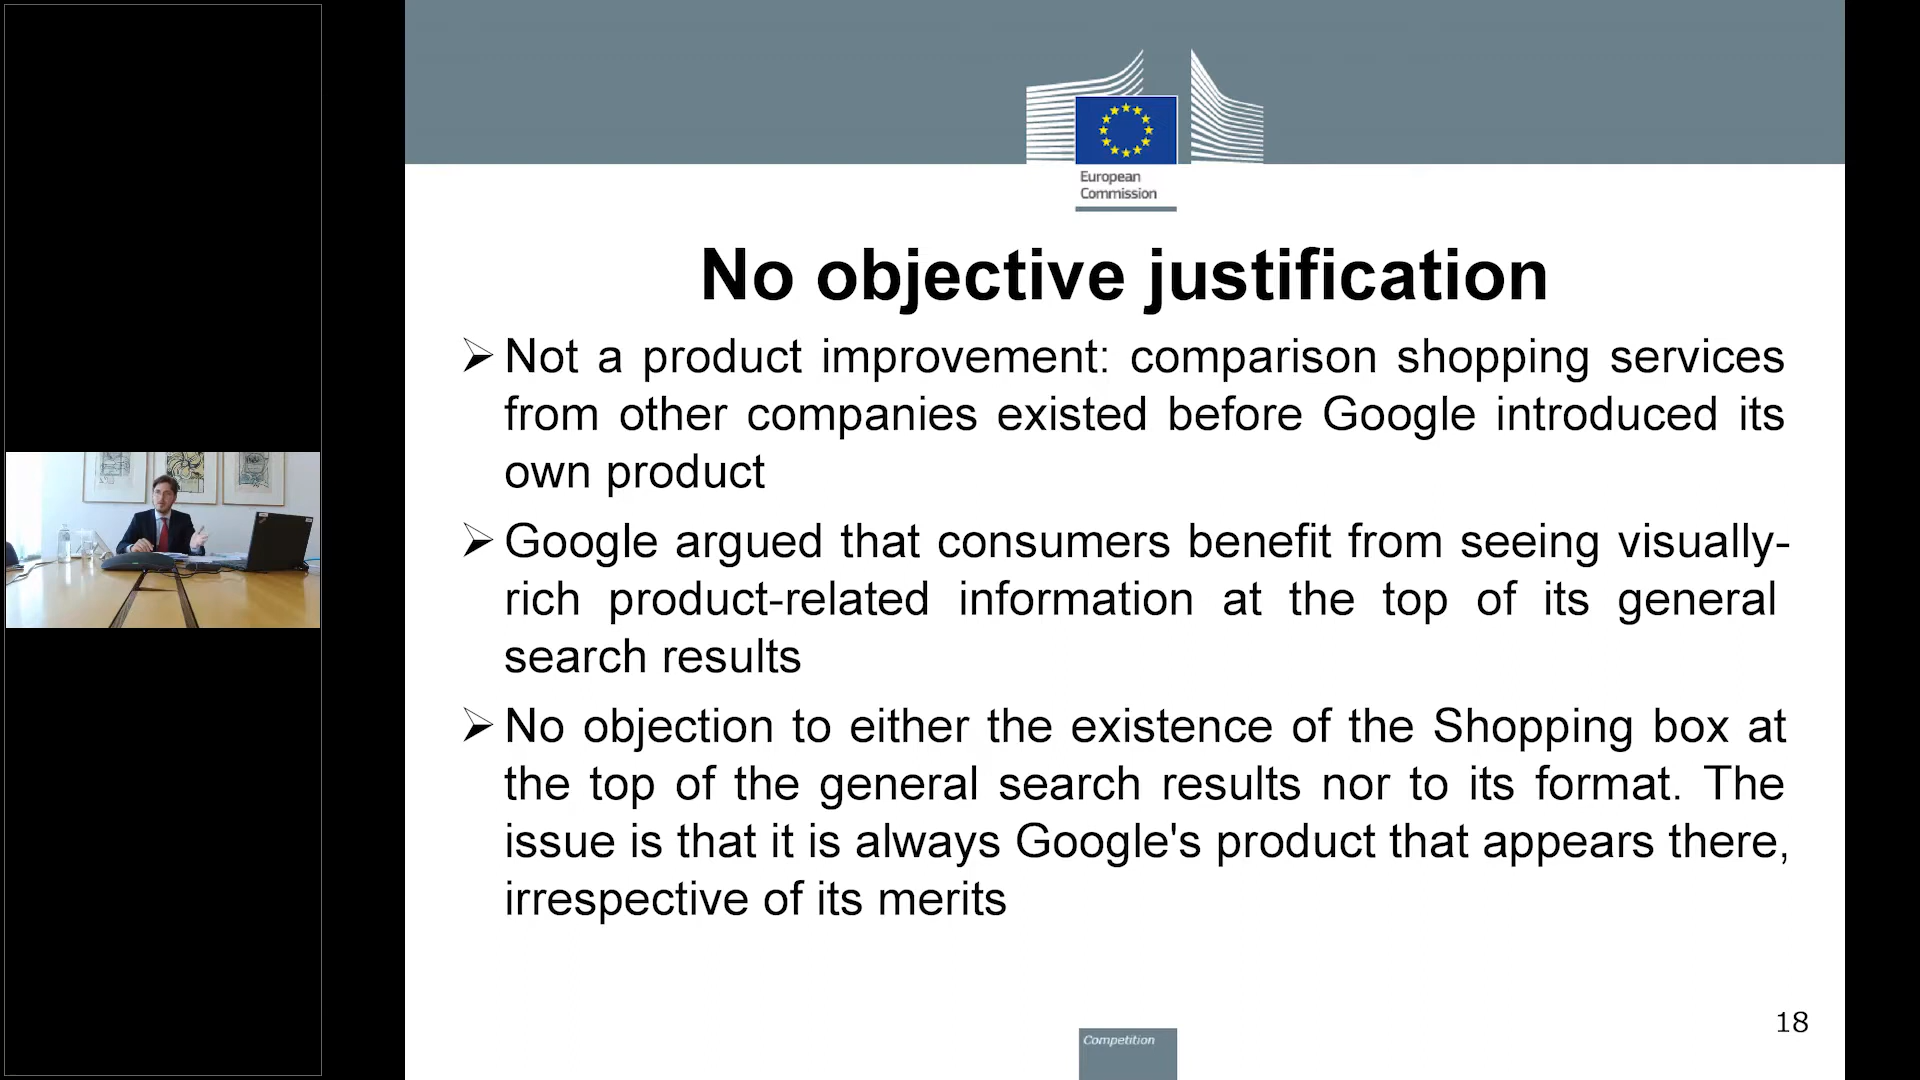 European
Commission
No objective justification
Not a product improvement: comparison shopping services
from other companies existed before Google introduced its
own product
Google argued that consumers benefit from seeing visually-
rich product-related information at the top of its general
search results
No objection to either the existence of the Shopping box at
the top of the general search results nor to its format. The
issue is that it is always Google's product that appears there,
irrespective of its merits
18
Competition